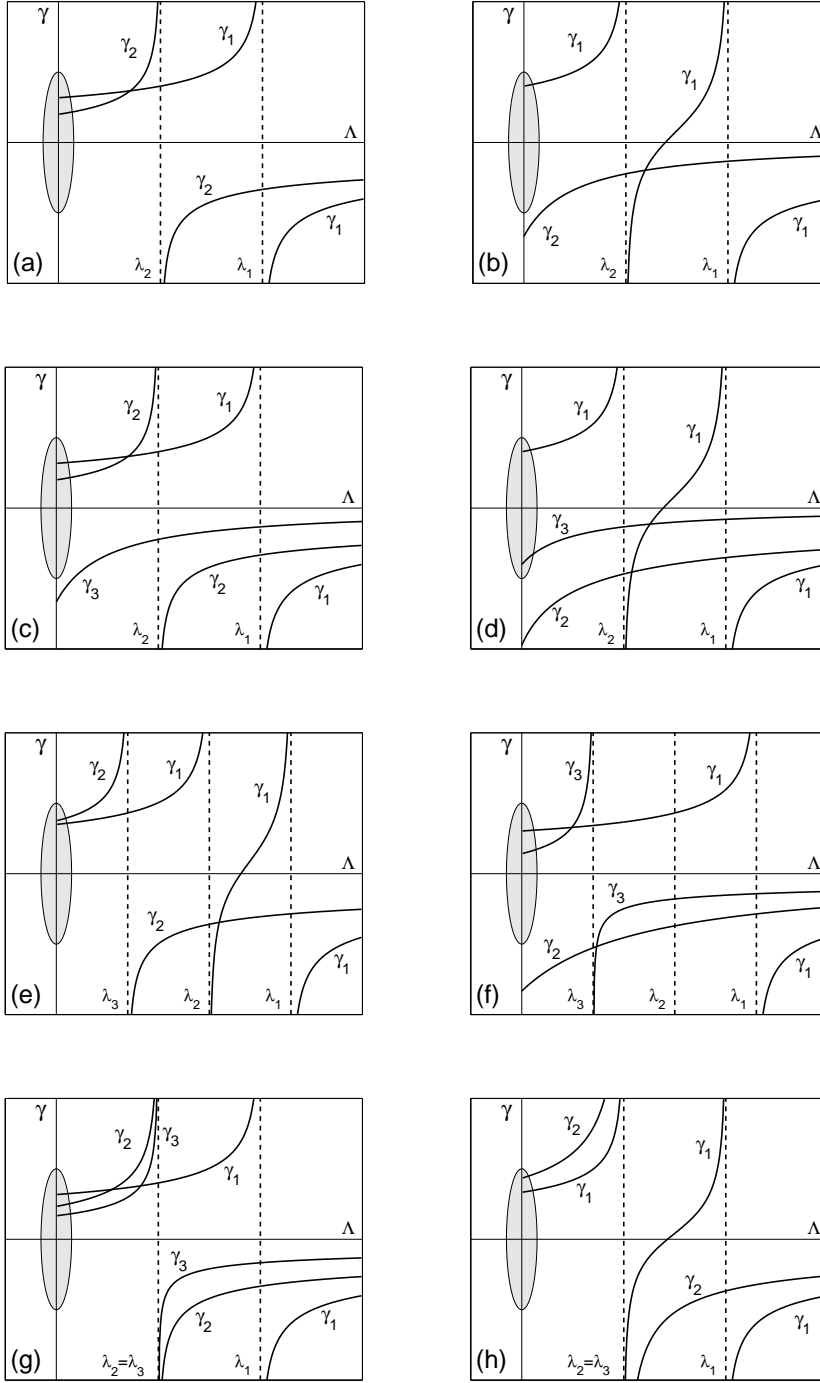 γ
γ₂
γ₁
Λ
γ₂
γ₁
(a)
λ₂
λ₁
γ
γ₁
γ₁
Λ
γ₂
γ₁
(b)
λ₂
λ₁
γ
γ₂
γ₁
Λ
γ₃
γ₂
γ₁
(c)
λ₂
λ₁
γ
γ₁
γ₁
Λ
γ₃
γ₂
γ₁
(d)
λ₂
λ₁
γ
γ₂
γ₁
γ₁
Λ
γ₂
γ₁
(e)
λ₃
λ₂
λ₁
γ
γ₃
γ₁
Λ
γ₃
γ₂
γ₁
(f)
λ₃
λ₂
λ₁
γ
γ₂
γ₃
γ₁
Λ
γ₃
γ₂
γ₁
(g)
λ₂=λ₃
λ₁
γ
γ₂
γ₁
γ₁
Λ
γ₂
γ₁
(h)
λ₂=λ₃
λ₁